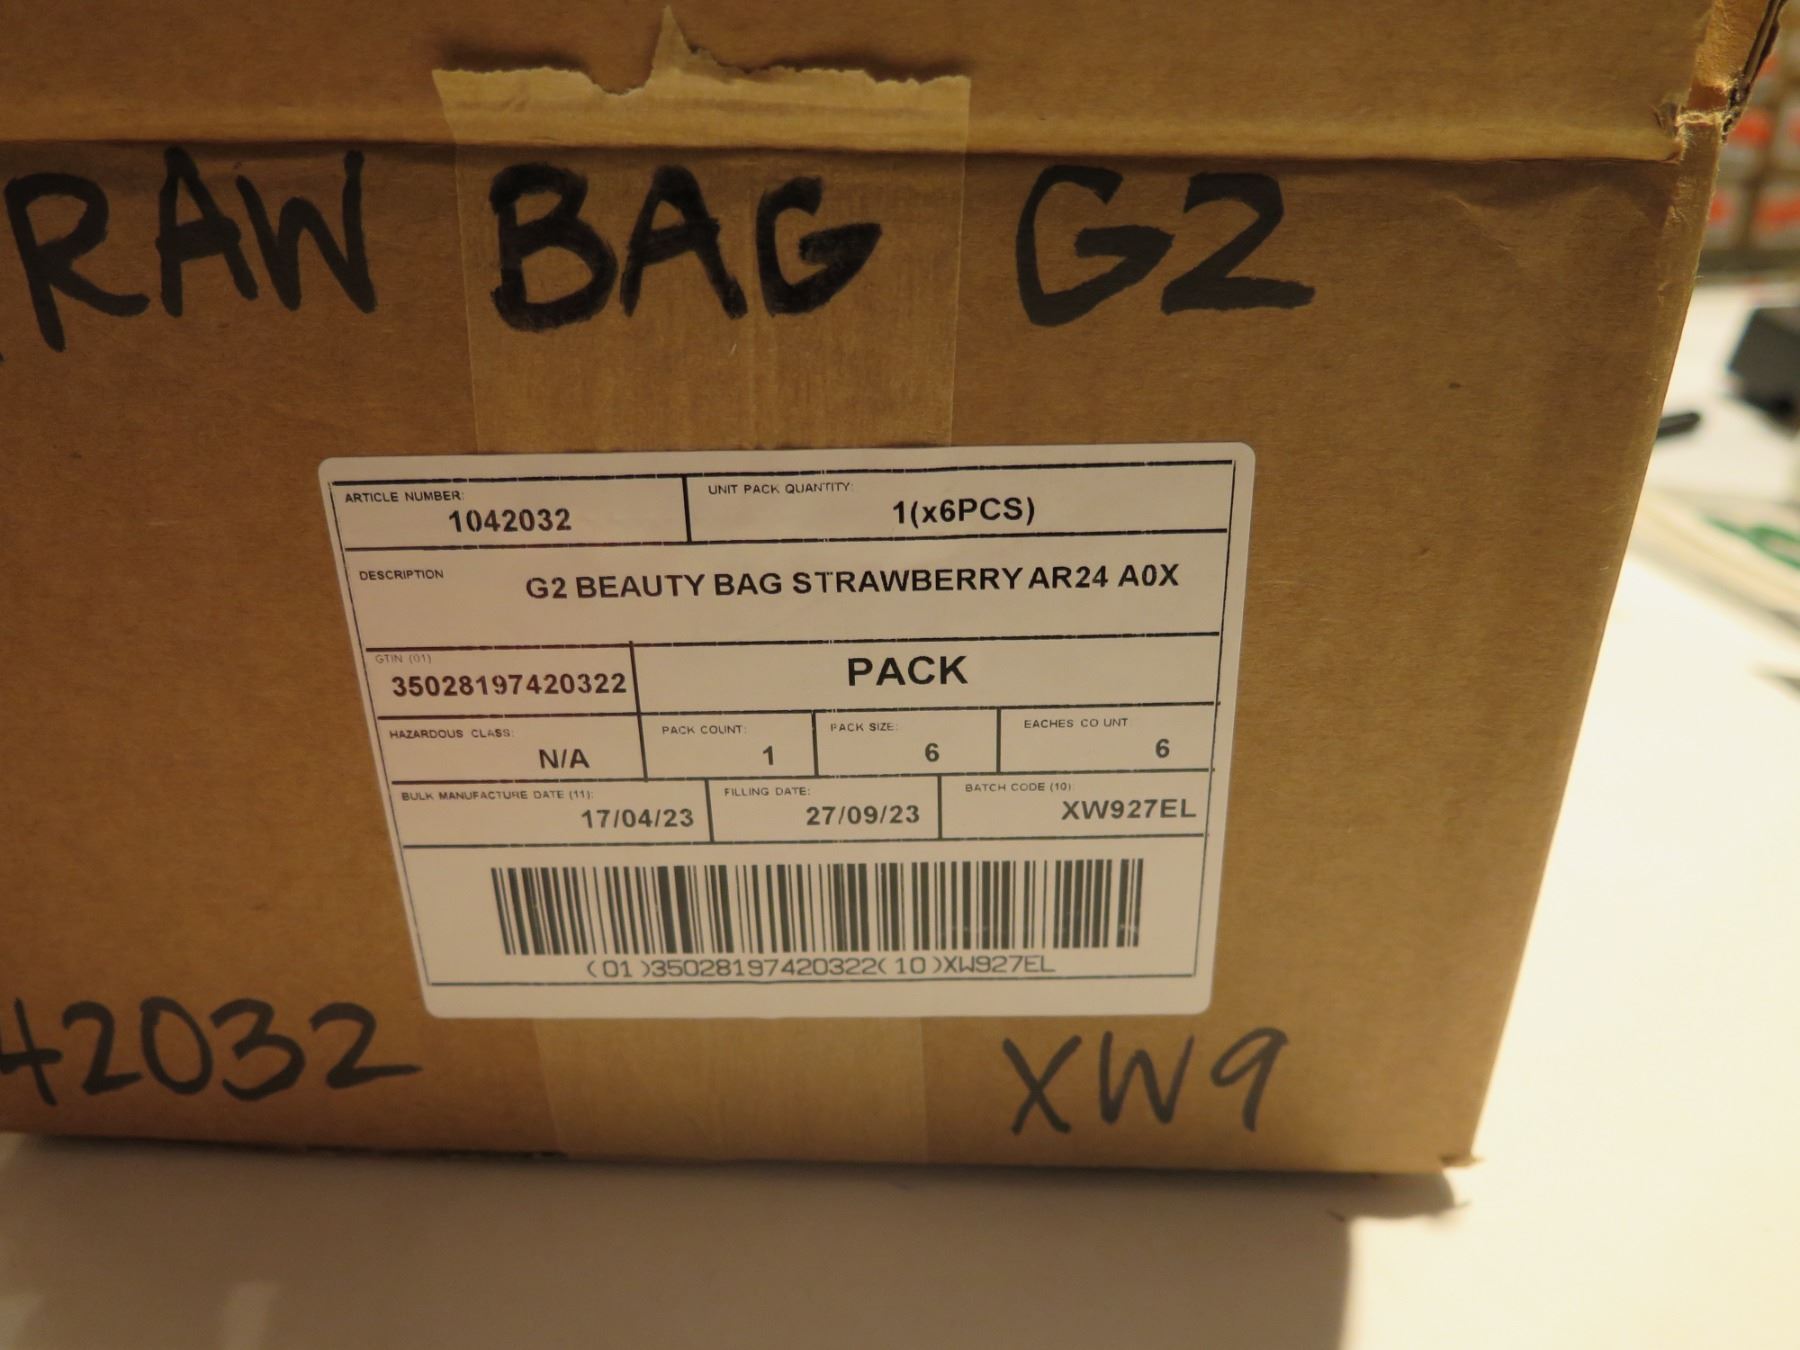 RAW BAG G2
ARTICLE NUMBER:
1042032
UNIT PACK QUANTITY:
1(x6PCS)
DESCRIPTION
G2 BEAUTY BAG STRAWBERRY AR24 A0X
GTIN (01)
35028197420322
PACK
HAZARDOUS CLASS:
N/A
PACK COUNT:
1
PACK SIZE:
6
EACHES CO UNT
6
BULK MANUFACTURE DATE (11):
17/04/23
FILLING DATE:
27/09/23
BATCH CODE (10)
XW927EL
(01)35028197420322(10)XW927EL
42032 XW9